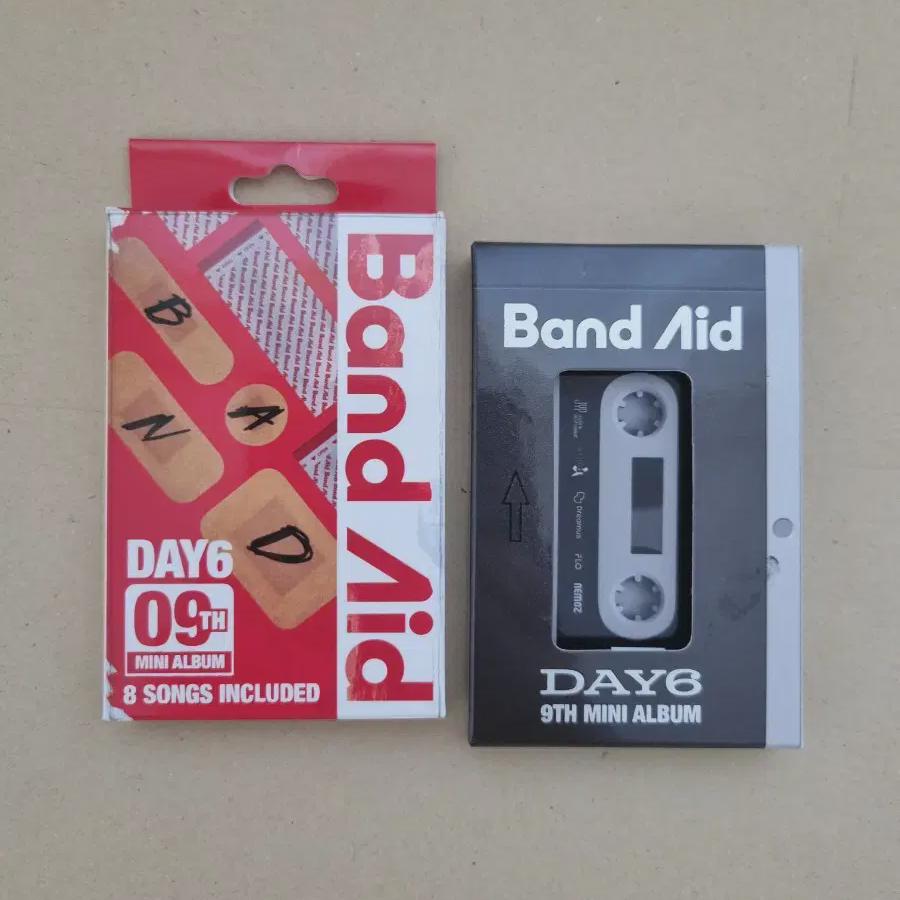 Band Aid
B
A
N
D
DAY6
09TH
MINI ALBUM
8 SONGS INCLUDED
Band Aid
Dreamus
FLO
DAY6
9TH MINI ALBUM